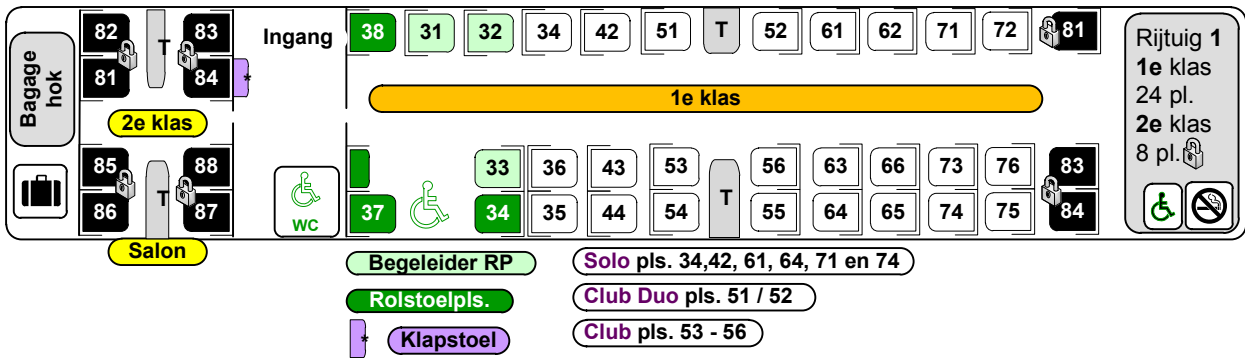 82 T 83 Ingang 38 31 32 34 42 51 T 52 61 62 71 72 81
81 84 *
Bagage
hok
1e klas
2e klas
85 T 88 33 36 43 53 T 56 63 66 73 76 83
86 87 WC 37 34 35 44 54 55 64 65 74 75 84
Salon
Rijtuig 1
1e klas
24 pl.
2e klas
8 pl.
Begeleider RP
Solo pls. 34,42, 61, 64, 71 en 74
Rolstoelpls.
Club Duo pls. 51 / 52
* Klapstoel
Club pls. 53 - 56